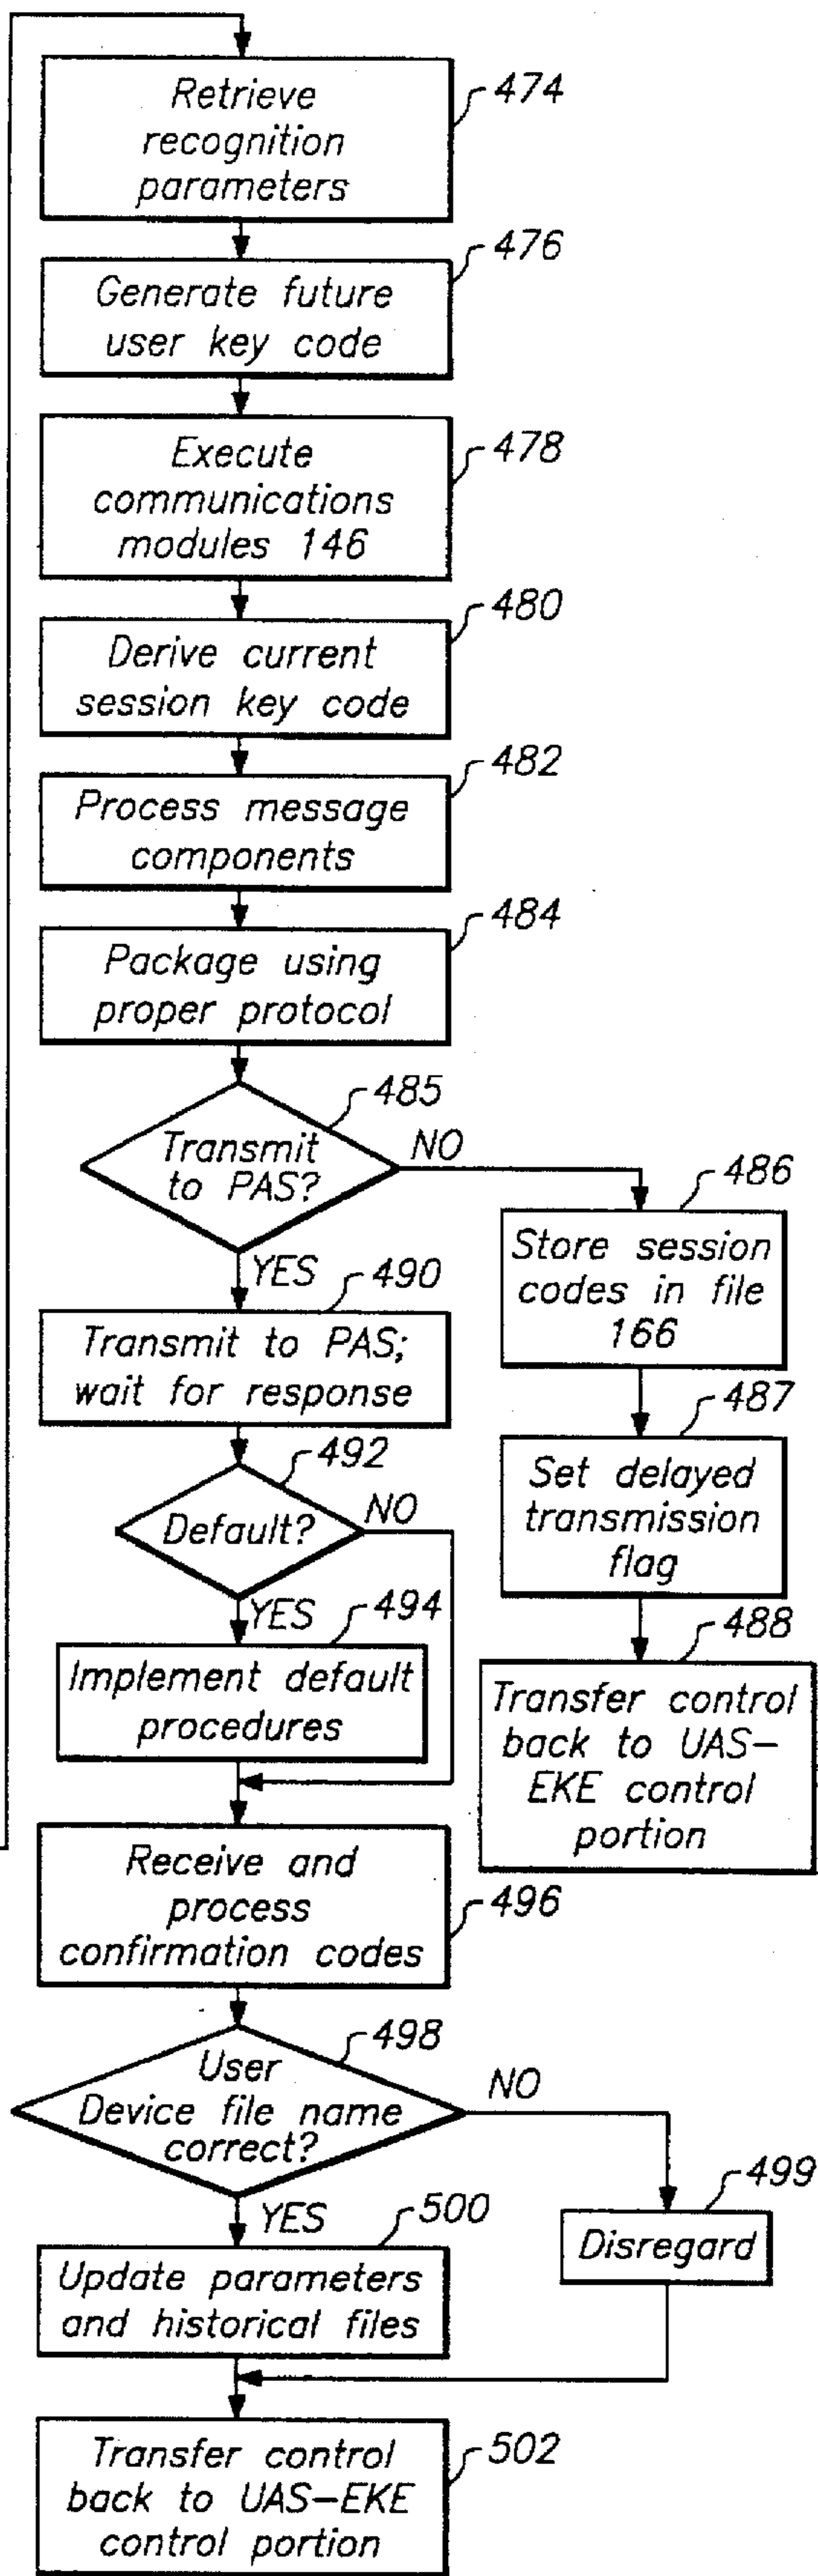 Retrieve
recognition
parameters
474
Generate future
user key code
476
Execute
communications
modules 146
478
Derive current
session key code
480
Process message
components
482
Package using
proper protocol
484
Transmit
to PAS?
485
NO
YES
Store session
codes in file
166
486
Set delayed
transmission
flag
487
Transfer control
back to UAS-
EKE control
portion
488
Transmit to PAS;
wait for response
490
Default?
492
NO
YES
Implement default
procedures
494
Receive and
process
confirmation codes
496
User
Device file name
correct?
498
NO
YES
Disregard
499
Update parameters
and historical files
500
Transfer control
back to UAS-EKE
control portion
502